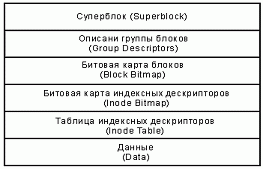 Суперблок (Superblock)
Описани группы блоков
(Group Descriptors)
Битовая карта блоков
(Block Bitmap)
Битовая карта индексных дескрипторов
(Inode Bitmap)
Таблица индексных дескрипторов
(Inode Table)
Данные
(Data)